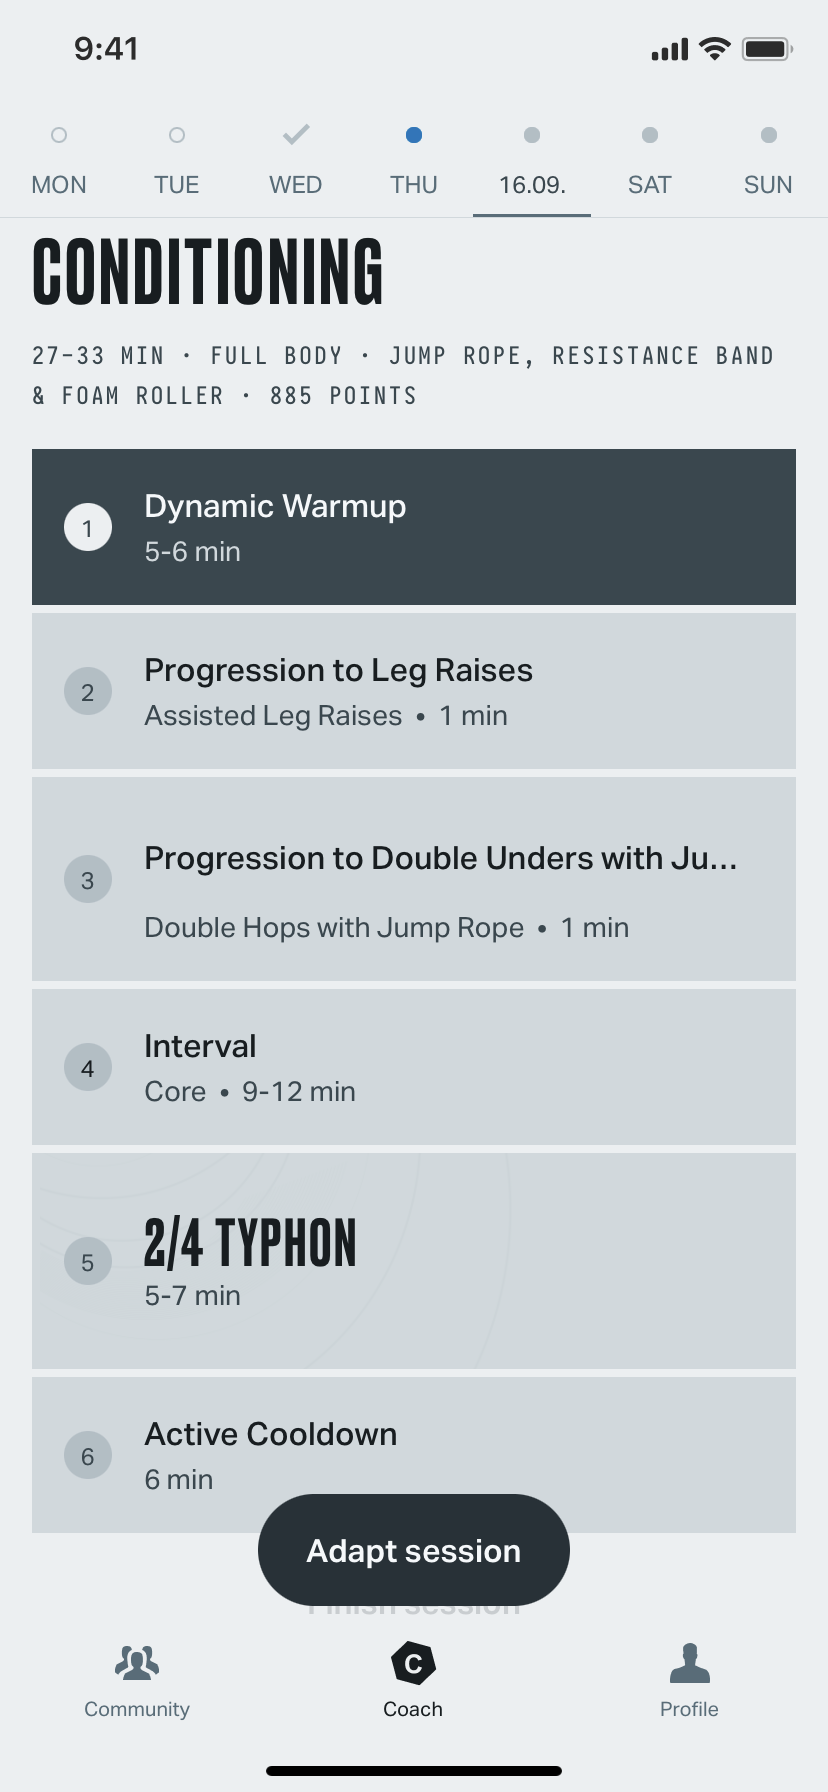 9:41
MON TUE WED THU 16.09. SAT SUN
CONDITIONING
27–33 MIN · FULL BODY · JUMP ROPE, RESISTANCE BAND
& FOAM ROLLER · 885 POINTS
1
Dynamic Warmup
5-6 min
2
Progression to Leg Raises
Assisted Leg Raises • 1 min
3
Progression to Double Unders with Ju...
Double Hops with Jump Rope • 1 min
4
Interval
Core • 9-12 min
5
2/4 TYPHON
5-7 min
6
Active Cooldown
6 min
Adapt session
Finish session
C
Community Coach Profile